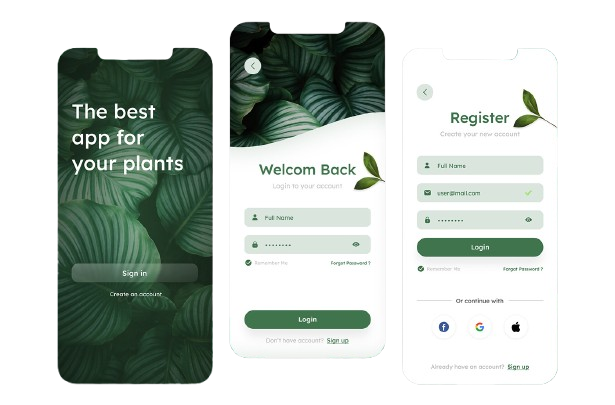 The best
app for
your plants
Sign in
Create an account
Welcom Back
Login to your account
Full Name
Remember Me
Forgot Password ?
Login
Don't have account? Sign up
Register
Create your new account
Full Name
user@mail.com
Login
Remember Me
Forgot Password ?
Or continue with
Already have an account? Sign up